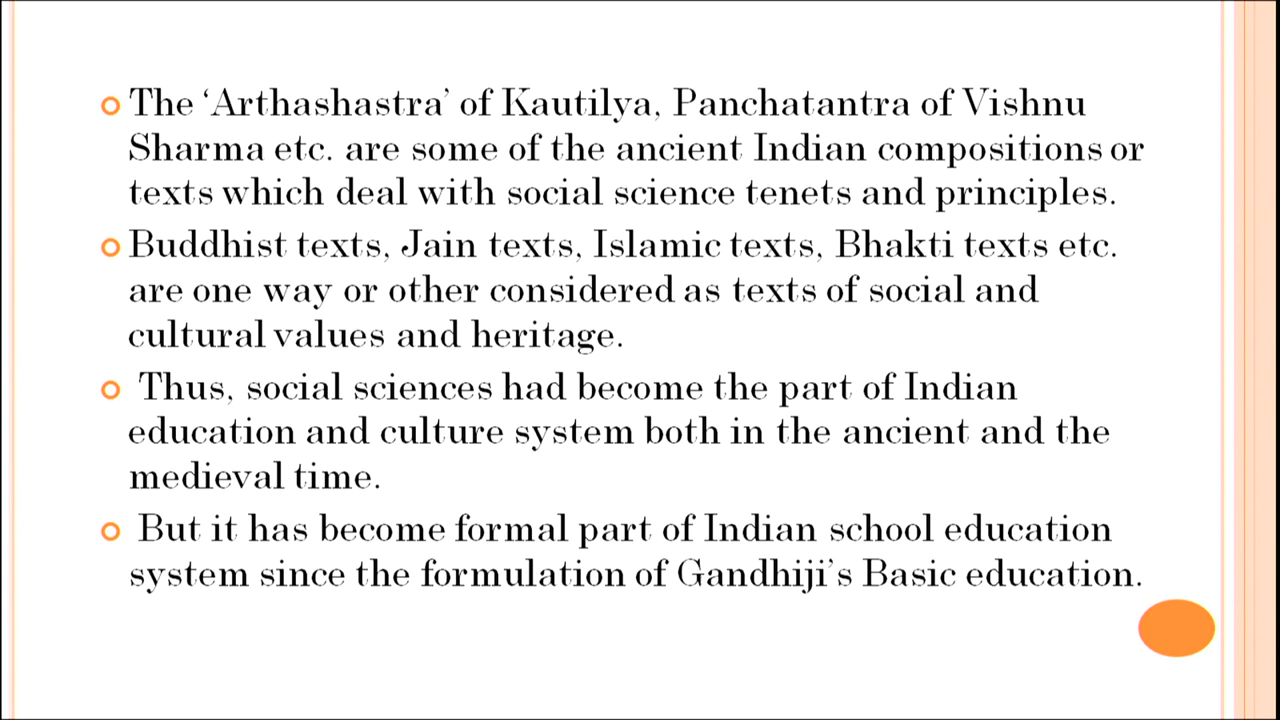 The ‘Arthashastra’ of Kautilya, Panchatantra of Vishnu
Sharma etc. are some of the ancient Indian compositions or
texts which deal with social science tenets and principles.
Buddhist texts, Jain texts, Islamic texts, Bhakti texts etc.
are one way or other considered as texts of social and
cultural values and heritage.
Thus, social sciences had become the part of Indian
education and culture system both in the ancient and the
medieval time.
But it has become formal part of Indian school education
system since the formulation of Gandhiji’s Basic education.